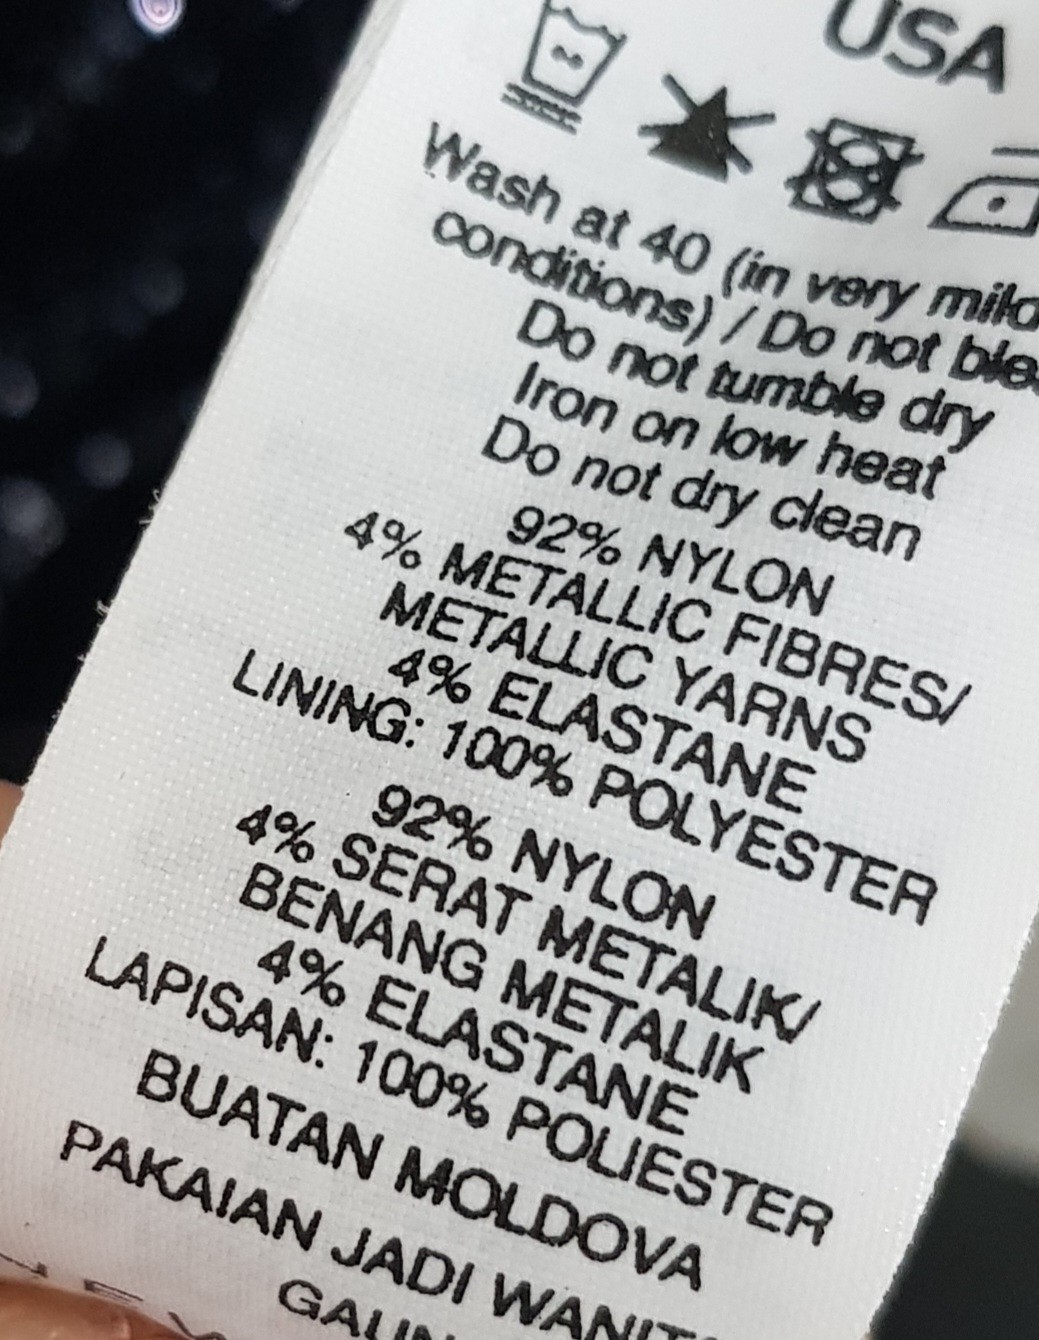 USA
Wash at 40 (in very mild
conditions) / Do not
Do not tumble dry
Iron on low heat
Do not dry clean
92% NYLON
4% METALLIC FIBRES/
METALLIC YARNS
4% ELASTANE
LINING: 100% POLYESTER
92% NYLON
4% SERAT METALIK/
BENANG METALIK
4% ELASTANE
LAPISAN: 100% POLIESTER
BUATAN MOLDOVA
PAKAIAN JADI